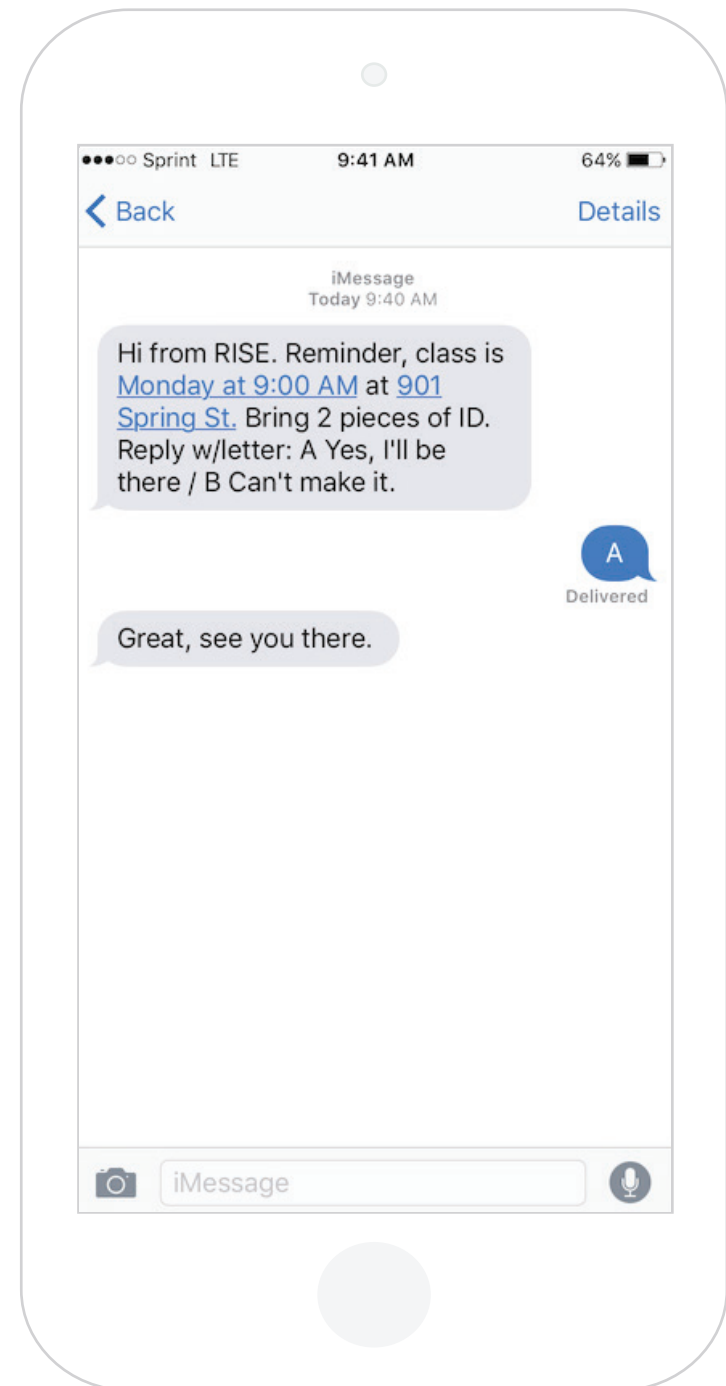 Sprint LTE 9:41 AM 64%
Back Details
iMessage
Today 9:40 AM
Hi from RISE. Reminder, class is
Monday at 9:00 AM at 901
Spring St. Bring 2 pieces of ID.
Reply w/letter: A Yes, I'll be
there / B Can't make it.
A
Delivered
Great, see you there.
iMessage